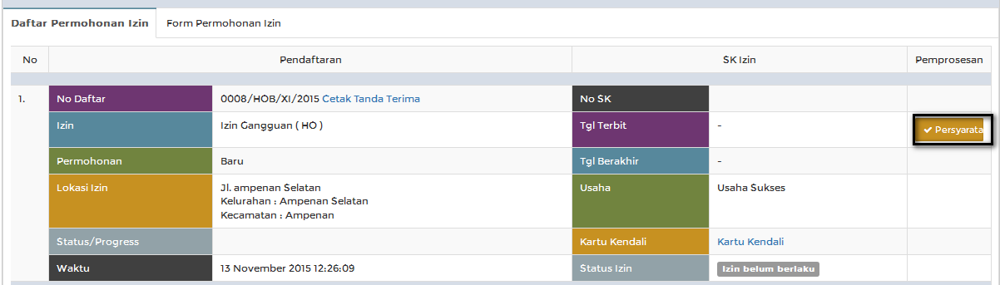 Daftar Permohonan Izin Form Permohonan Izin
No Pendaftaran SK Izin Pemprosesan
1. No Daftar 0008/HOB/XI/2015 Cetak Tanda Terima No SK
Izin Izin Gangguan ( HO ) Tgl Terbit - Persyarata
Permohonan Baru Tgl Berakhir -
Lokasi Izin Jl. ampenan Selatan Usaha Usaha Sukses
Kelurahan : Ampenan Selatan
Kecamatan : Ampenan
Status/Progress Kartu Kendali Kartu Kendali
Waktu 13 November 2015 12:26:09 Status Izin Izin belum berlaku